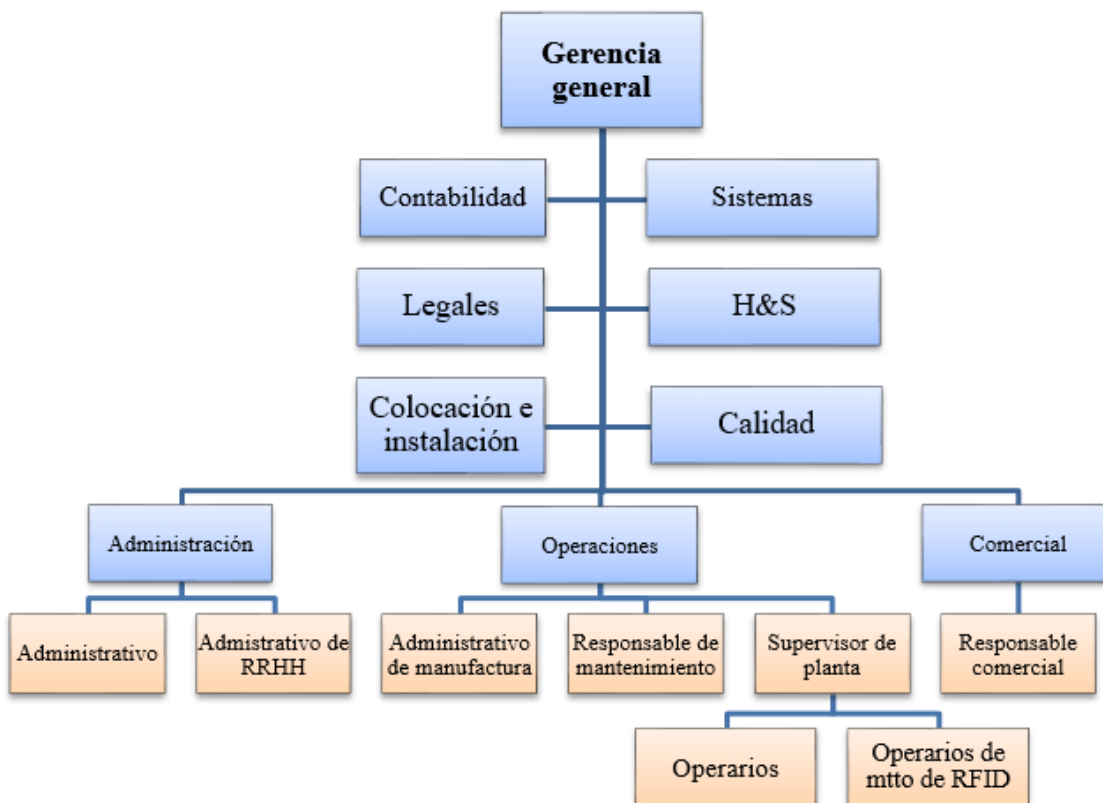 Gerencia
general
Contabilidad
Sistemas
Legales
H&S
Colocación e
instalación
Calidad
Administración
Operaciones
Comercial
Administrativo
Admistrativo de
RRHH
Administrativo
de manufactura
Responsable de
mantenimiento
Supervisor de
planta
Responsable
comercial
Operarios
Operarios de
mtto de RFID